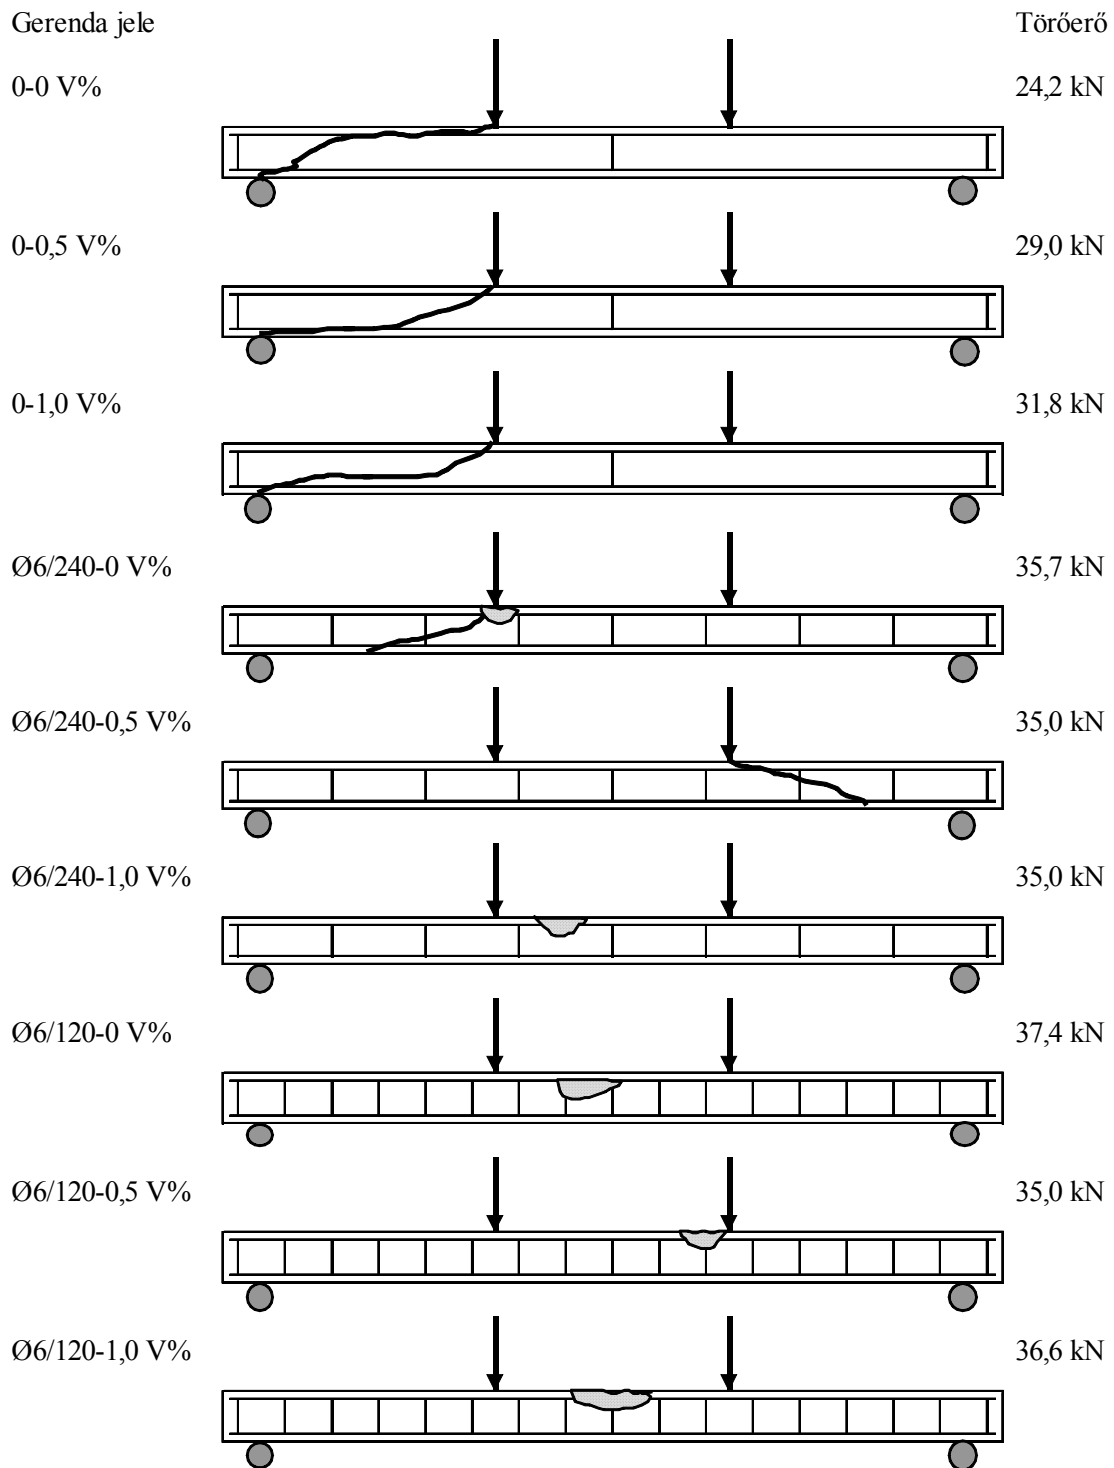 Gerenda jele Törőerő
0-0 V% 24,2 kN
0-0,5 V% 29,0 kN
0-1,0 V% 31,8 kN
Ø6/240-0 V% 35,7 kN
Ø6/240-0,5 V% 35,0 kN
Ø6/240-1,0 V% 35,0 kN
Ø6/120-0 V% 37,4 kN
Ø6/120-0,5 V% 35,0 kN
Ø6/120-1,0 V% 36,6 kN